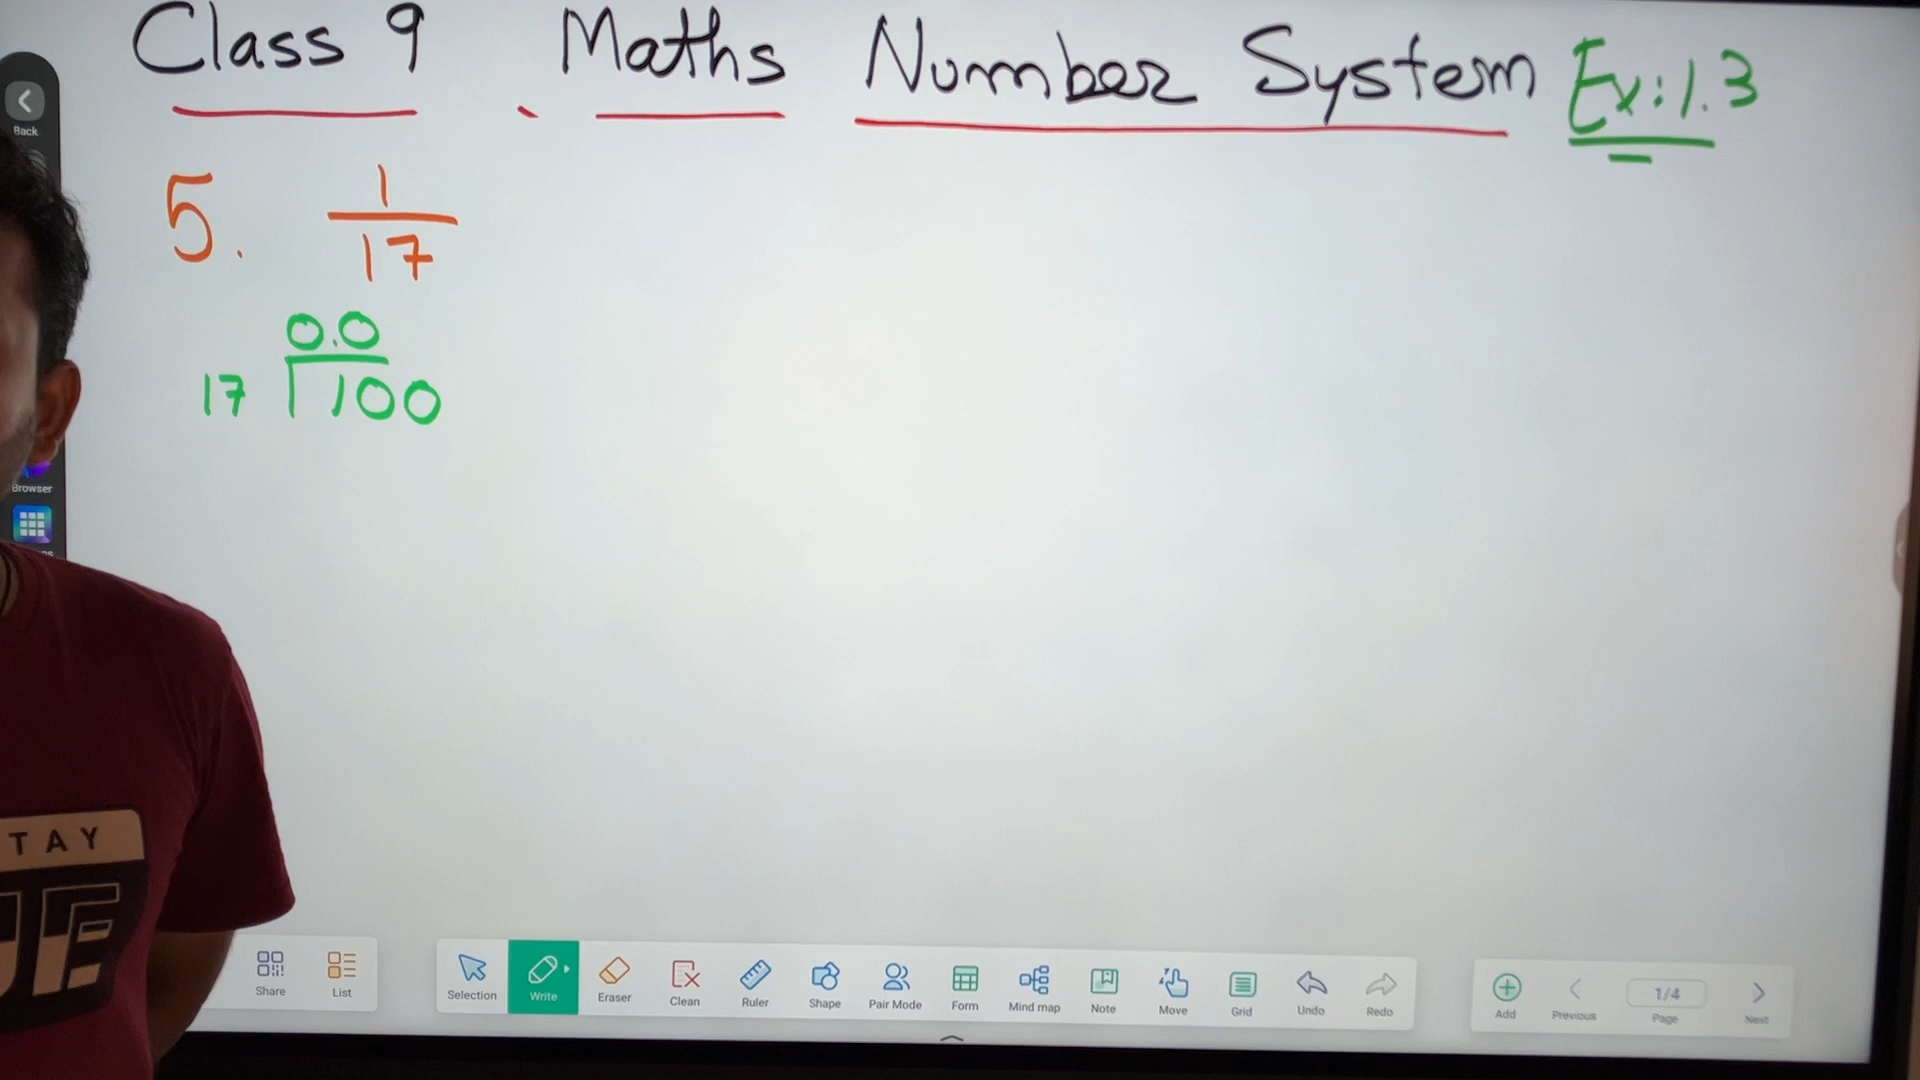 Class 9 Maths Number System Ex: 1.3
Back
5. 1/17
0.0
17 100
Browser
TAY
UE
Share
List
Selection
Write
Eraser
Clean
Ruler
Shape
Pair Mode
Form
Mind map
Note
Move
Grid
Undo
Redo
Add
Previous
1/4
Page
Next